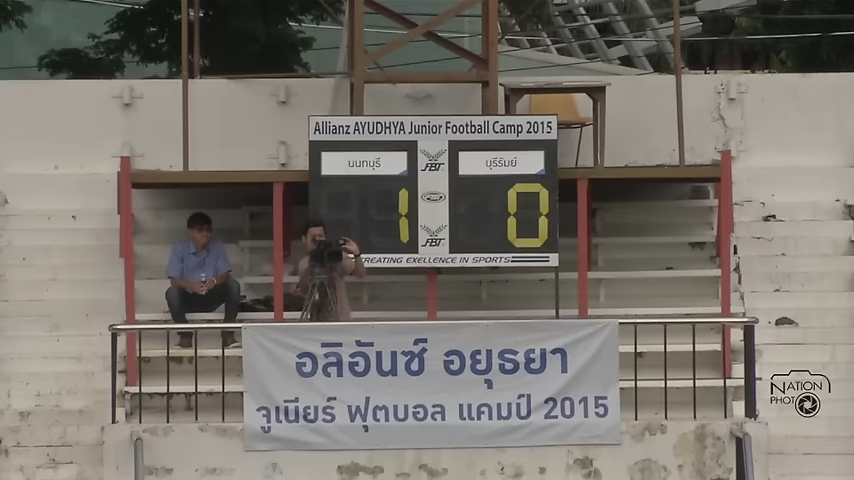 Allianz AYUDHYA Junior Football Camp 2015
นนทบุรี
FBT
บุรีรัมย์
1
FBT
0
FBT
CREATING EXELLENCE IN SPORTS
อลิอันซ์ อยุธยา
จูเนียร์ ฟุตบอล แคมป์ 2015
NATION
PHOTO